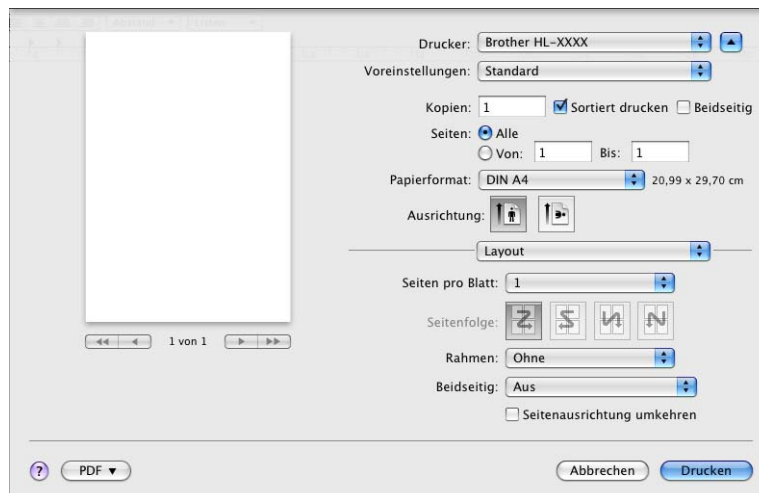 Drucker: Brother HL-XXXX
Voreinstellungen: Standard
Kopien: 1 Sortiert drucken Beidseitig
Seiten: Alle
Von: 1 Bis: 1
Papierformat: DIN A4 20,99 x 29,70 cm
Ausrichtung:
Layout
Seiten pro Blatt: 1
Seitenfolge:
1 von 1
Rahmen: Ohne
Beidseitig: Aus
Seitenausrichtung umkehren
? PDF Abbrechen Drucken